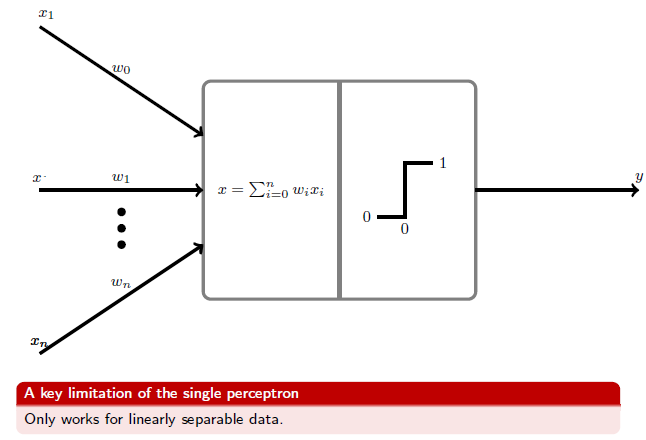 x₁
w₀
x·
w₁
x = ∑ⁿᵢ₌₀ wᵢxᵢ
1
0
0
y
wₙ
xₙ
A key limitation of the single perceptron
Only works for linearly separable data.